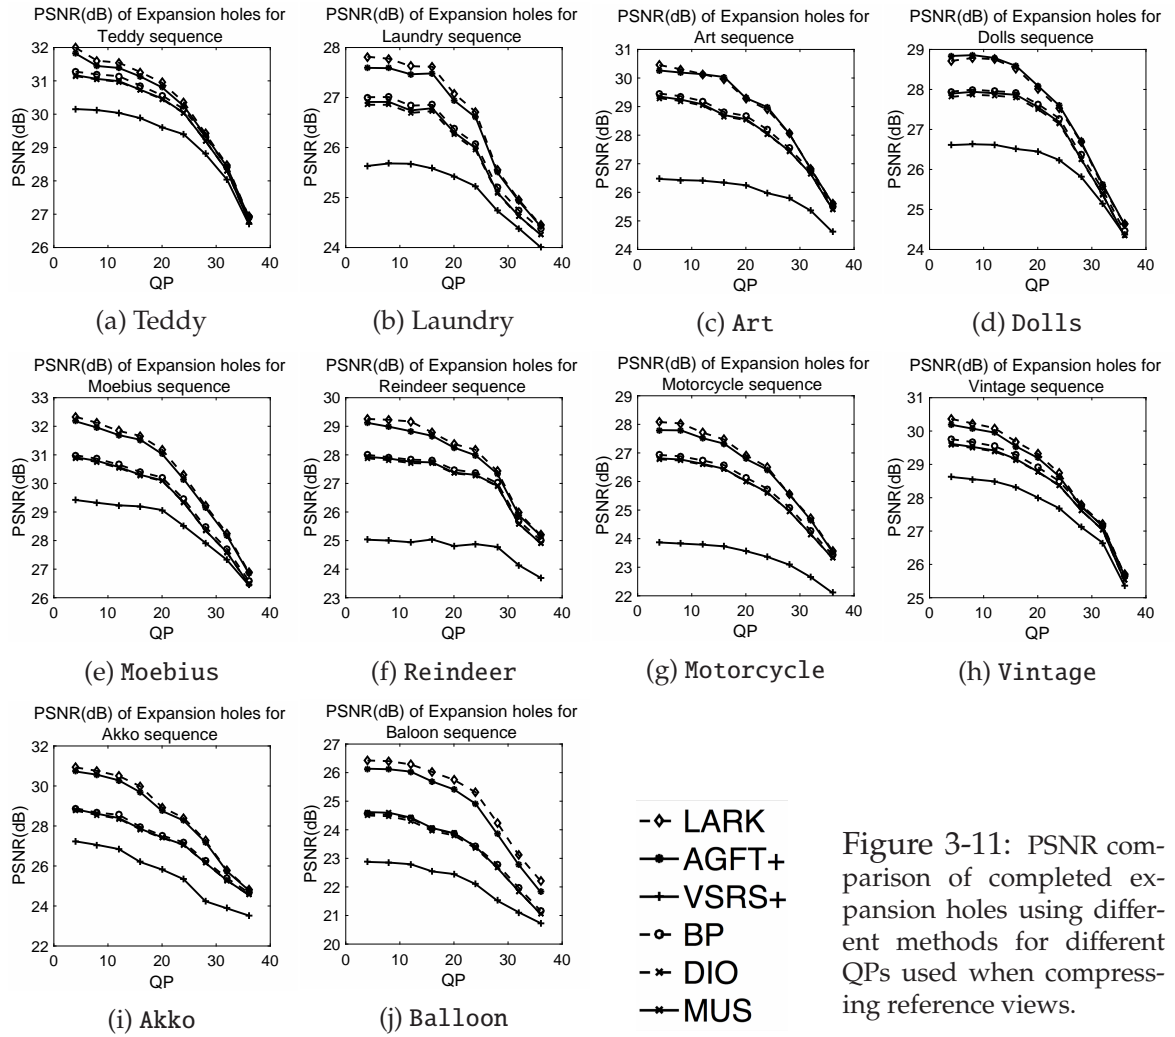 PSNR(dB) of Expansion holes for
Teddy sequence
PSNR(dB)
32
31
30
29
28
27
26
0 10 20 30 40
QP
(a) Teddy
PSNR(dB) of Expansion holes for
Laundry sequence
PSNR(dB)
28
27
26
25
24
0 10 20 30 40
QP
(b) Laundry
PSNR(dB) of Expansion holes for
Art sequence
PSNR(dB)
31
30
29
28
27
26
25
24
0 10 20 30 40
QP
(c) Art
PSNR(dB) of Expansion holes for
Dolls sequence
PSNR(dB)
29
28
27
26
25
24
0 10 20 30 40
QP
(d) Dolls
PSNR(dB) of Expansion holes for
Moebius sequence
PSNR(dB)
33
32
31
30
29
28
27
26
0 10 20 30 40
QP
(e) Moebius
PSNR(dB) of Expansion holes for
Reindeer sequence
PSNR(dB)
30
29
28
27
26
25
24
23
0 10 20 30 40
QP
(f) Reindeer
PSNR(dB) of Expansion holes for
Motorcycle sequence
PSNR(dB)
29
28
27
26
25
24
23
22
0 10 20 30 40
QP
(g) Motorcycle
PSNR(dB) of Expansion holes for
Vintage sequence
PSNR(dB)
31
30
29
28
27
26
25
0 10 20 30 40
QP
(h) Vintage
PSNR(dB) of Expansion holes for
Akko sequence
PSNR(dB)
32
30
28
26
24
22
0 10 20 30 40
QP
(i) Akko
PSNR(dB) of Expansion holes for
Baloon sequence
PSNR(dB)
27
26
25
24
23
22
21
20
0 10 20 30 40
QP
(j) Balloon
LARK
AGFT+
VSRS+
BP
DIO
MUS
Figure 3-11: PSNR com-
parison of completed ex-
pansion holes using differ-
ent methods for different
QPs used when compress-
ing reference views.